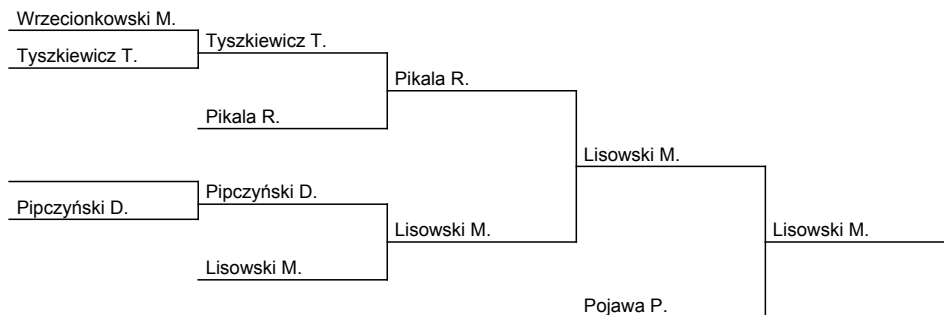 Wrzecionkowski M.
Tyszkiewicz T.
Tyszkiewicz T.
Pikala R.
Pikala R.
Lisowski M.
Pipczyński D.
Pipczyński D.
Lisowski M.
Lisowski M.
Lisowski M.
Pojawa P.